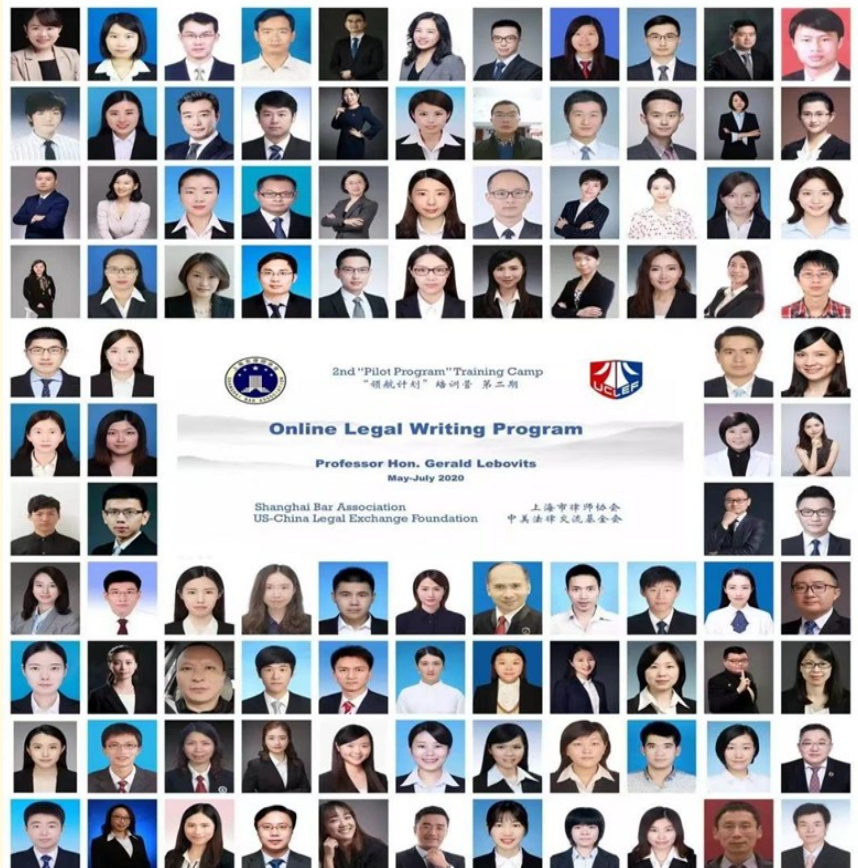 2nd "Pilot Program" Training Camp
“领航计划”培训营 第二期
UCLEF
Online Legal Writing Program
Professor Hon. Gerald Lebovits
May-July 2020
Shanghai Bar Association
上海市律师协会
US-China Legal Exchange Foundation
中美法律交流基金会